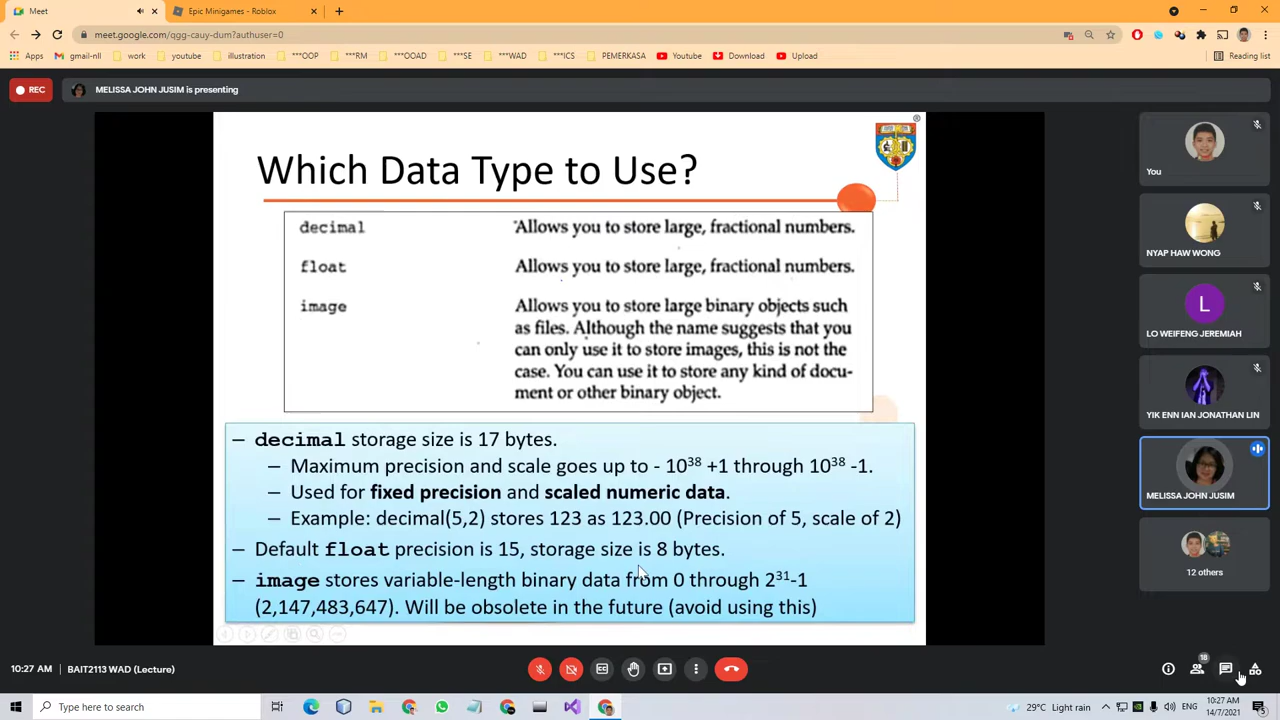 Meet
Epic Minigames - Roblox
meet.google.com/qgg-cauy-dum?authuser=0
Apps
gmail-nll
work
youtube
illustration
***OOP
***RM
***OOAD
***SE
***WAD
***ICS
PEMERKASA
Youtube
Download
Upload
Reading list
REC
MELISSA JOHN JUSIM is presenting
Which Data Type to Use?
decimal Allows you to store large, fractional numbers.
float Allows you to store large, fractional numbers.
image Allows you to store large binary objects such
as files. Although the name suggests that you
can only use it to store images, this is not the
case. You can use it to store any kind of docu-
ment or other binary object.
– decimal storage size is 17 bytes.
– Maximum precision and scale goes up to - 10³⁸ +1 through 10³⁸ -1.
– Used for fixed precision and scaled numeric data.
– Example: decimal(5,2) stores 123 as 123.00 (Precision of 5, scale of 2)
– Default float precision is 15, storage size is 8 bytes.
– image stores variable-length binary data from 0 through 2³¹-1
(2,147,483,647). Will be obsolete in the future (avoid using this)
You
NYAP HAW WONG
L
LO WEIFENG JEREMIAH
YIK ENN IAN JONATHAN LIN
MELISSA JOHN JUSIM
12 others
10:27 AM
BAIT2113 WAD (Lecture)
18
Type here to search
29°C Light rain
10:27 AM
14/7/2021
5